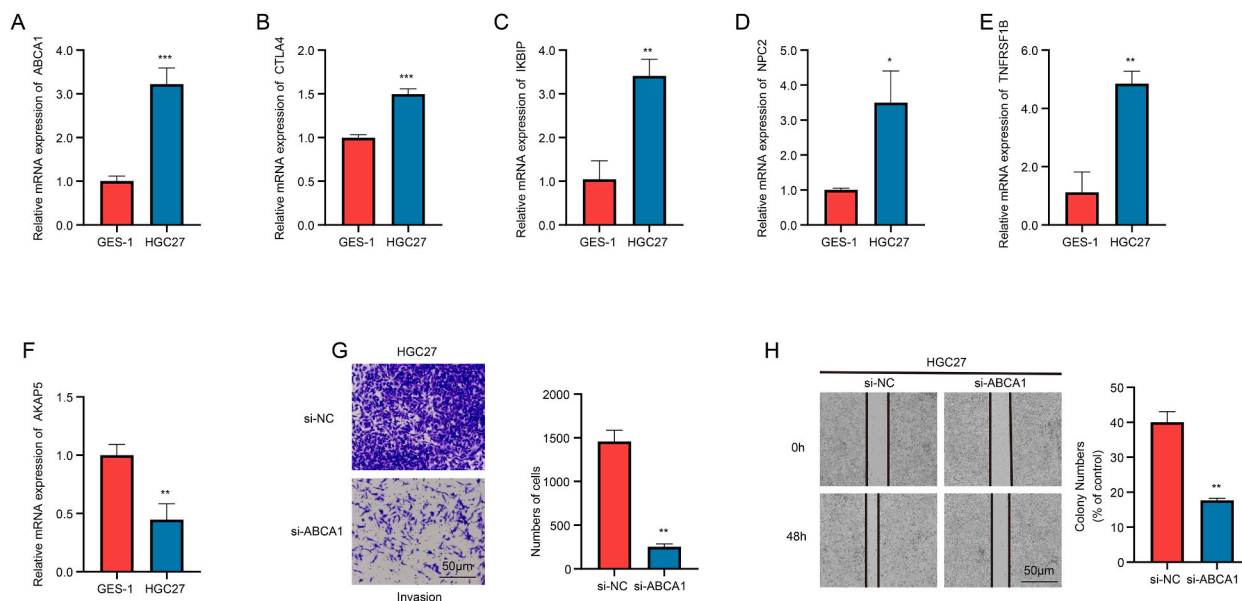 A
Relative mRNA expression of ABCA1
4.0
3.0
2.0
1.0
0.0
***
GES-1 HGC27
B
Relative mRNA expression of CTLA4
2.0
1.5
1.0
0.5
0.0
***
GES-1 HGC27
C
Relative mRNA expression of IKBIP
4.0
3.0
2.0
1.0
0.0
**
GES-1 HGC27
D
Relative mRNA expression of NPC2
5.0
4.0
3.0
2.0
1.0
0.0
*
GES-1 HGC27
E
Relative mRNA expression of TNFRSF1B
6.0
4.0
2.0
0.0
**
GES-1 HGC27
F
Relative mRNA expression of AKAP5
1.5
1.0
0.5
0.0
**
GES-1 HGC27
G
HGC27
si-NC
si-ABCA1
50μm
Invasion
Numbers of cells
2000
1500
1000
500
0
**
si-NC si-ABCA1
H
HGC27
si-NC si-ABCA1
0h
48h
50μm
Colony Numbers
(% of control)
50
40
30
20
10
0
**
si-NC si-ABCA1